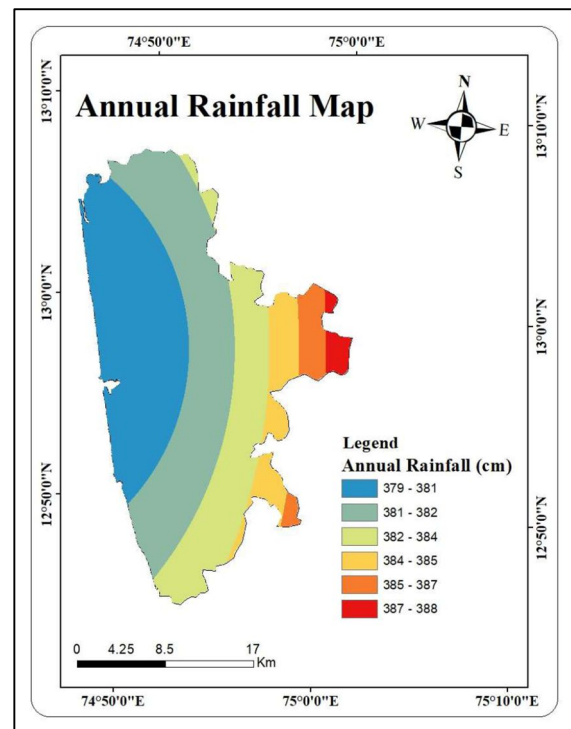 74°50'0"E 75°0'0"E
13°10'0"N
Annual Rainfall Map
N
W E
S
13°10'0"N
13°0'0"N
13°0'0"N
12°50'0"N
12°50'0"N
Legend
Annual Rainfall (cm)
379 - 381
381 - 382
382 - 384
384 - 385
385 - 387
387 - 388
0 4.25 8.5 17
Km
74°50'0"E 75°0'0"E 75°10'0"E